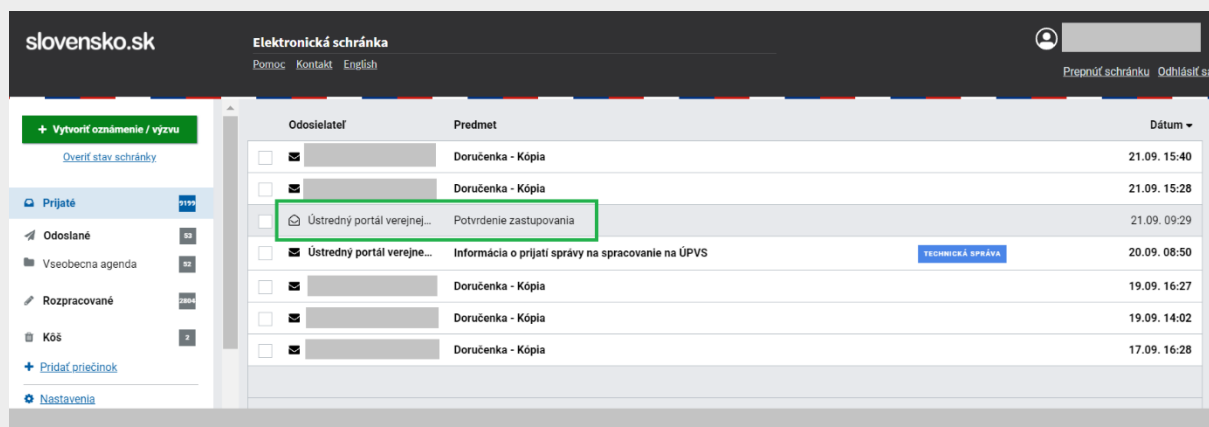 slovensko.sk
Elektronická schránka
Pomoc Kontakt English
Prepnúť schránku Odhlásiť sa
+ Vytvoriť oznámenie / výzvu
Overiť stav schránky
Prijaté 9199
Odoslané 53
Vseobecna agenda 52
Rozpracované 2804
Kôš 2
+ Pridať priečinok
Nastavenia
Odosielateľ Predmet Dátum
Doručenka - Kópia 21.09. 15:40
Doručenka - Kópia 21.09. 15:28
Ústredný portál verejnej... Potvrdenie zastupovania 21.09. 09:29
Ústredný portál verejne... Informácia o prijatí správy na spracovanie na ÚPVS TECHNICKÁ SPRÁVA 20.09. 08:50
Doručenka - Kópia 19.09. 16:27
Doručenka - Kópia 19.09. 14:02
Doručenka - Kópia 17.09. 16:28